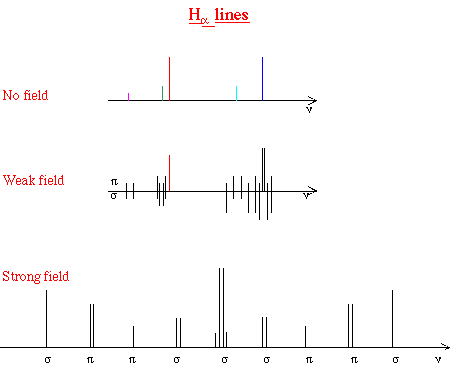 Hα lines
No field
ν
Weak field
π
σ
ν
Strong field
σ π π σ σ σ π π σ ν